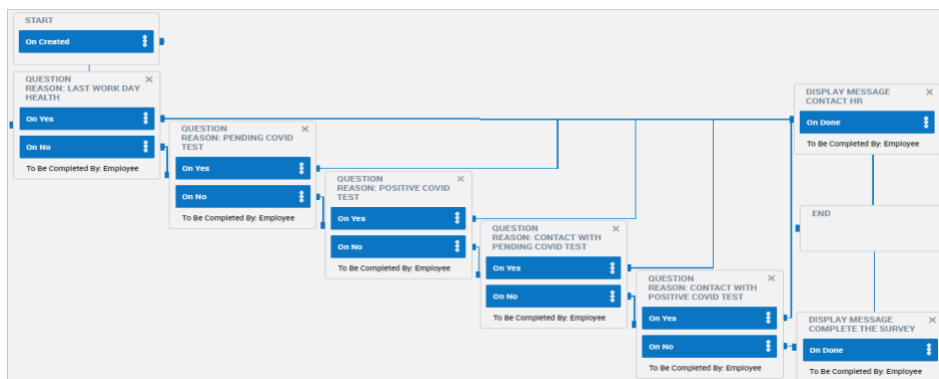 START
On Created
QUESTION
REASON: LAST WORK DAY
HEALTH
On Yes
On No
To Be Completed By: Employee
QUESTION
REASON: PENDING COVID
TEST
On Yes
On No
To Be Completed By: Employee
QUESTION
REASON: POSITIVE COVID
TEST
On Yes
On No
To Be Completed By: Employee
QUESTION
REASON: CONTACT WITH
PENDING COVID TEST
On Yes
On No
To Be Completed By: Employee
QUESTION
REASON: CONTACT WITH
POSITIVE COVID TEST
On Yes
On No
To Be Completed By: Employee
DISPLAY MESSAGE
CONTACT HR
On Done
To Be Completed By: Employee
END
DISPLAY MESSAGE
COMPLETE THE SURVEY
On Done
To Be Completed By: Employee